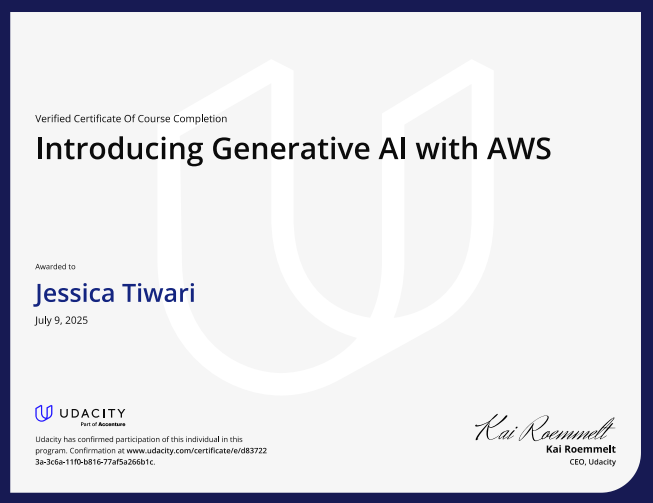 Verified Certificate Of Course Completion
Introducing Generative AI with AWS
Awarded to
Jessica Tiwari
July 9, 2025
UDACITY
Part of Accenture
Udacity has confirmed participation of this individual in this
program. Confirmation at www.udacity.com/certificate/e/d83722
3a-3c6a-11f0-b816-77af5a266b1c.
Kai Roemmelt
Kai Roemmelt
CEO, Udacity